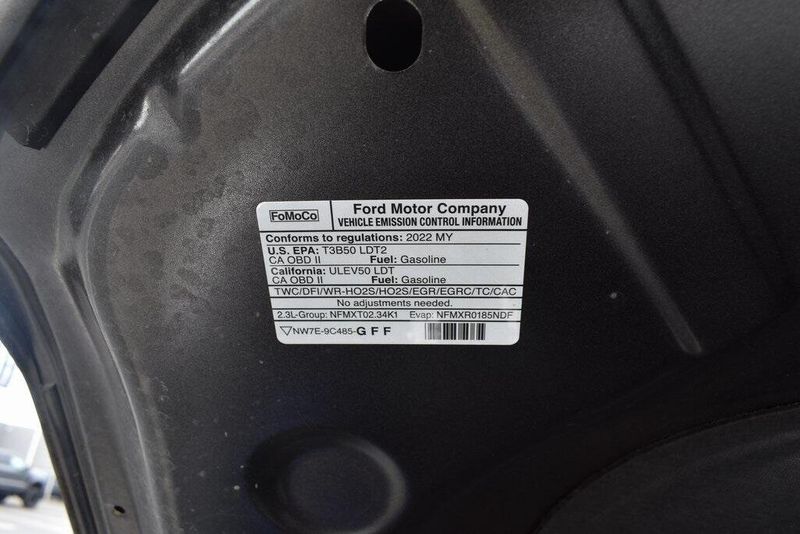 FoMoCo
Ford Motor Company
VEHICLE EMISSION CONTROL INFORMATION
Conforms to regulations: 2022 MY
U.S. EPA: T3B50 LDT2
CA OBD II Fuel: Gasoline
California: ULEV50 LDT
CA OBD II Fuel: Gasoline
TWC/DFI/WR-HO2S/HO2S/EGR/EGRC/TC/CAC
No adjustments needed.
2.3L-Group: NFMXT02.34K1 Evap: NFMXR0185NDF
NW7E-9C485-GFF